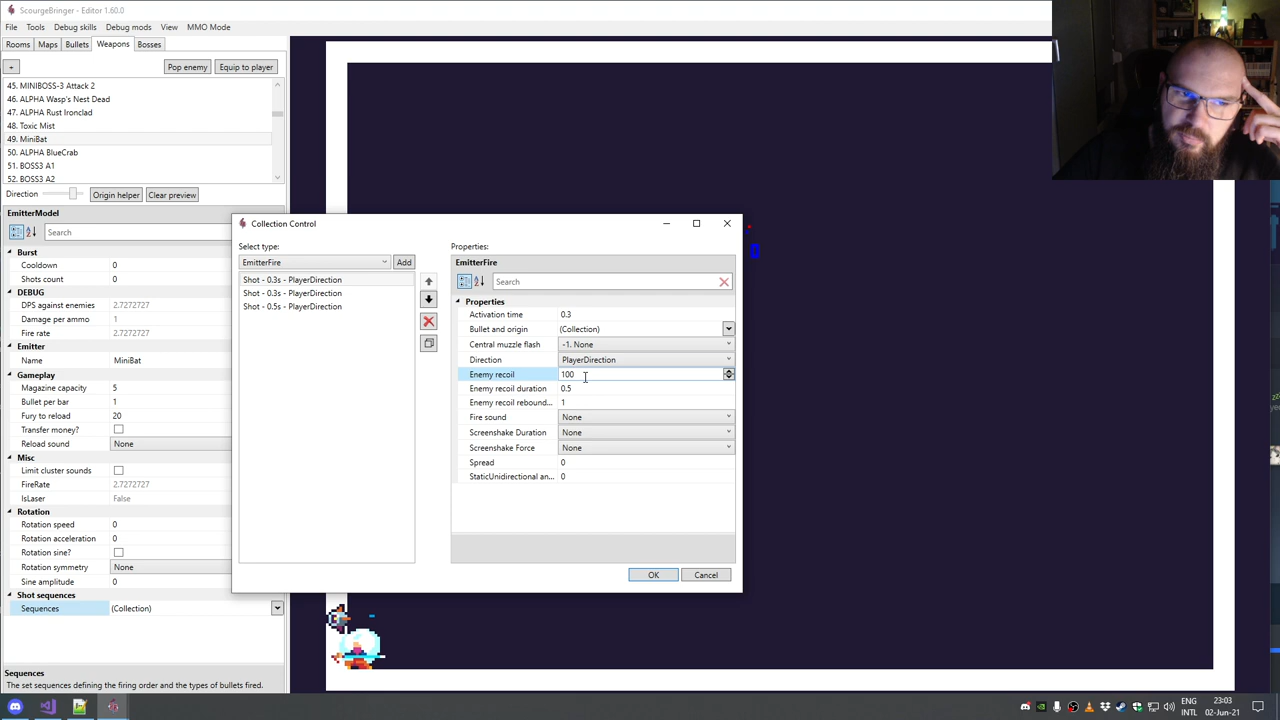 ScourgeBringer - Editor 1.60.0
File Tools Debug skills Debug modes View MMO Mode
Rooms Maps Bullets Weapons Bosses
+ Pop enemy Equip to player
45. MINIBOSS-3 Attack 2
46. ALPHA Wasp's Nest Dead
47. ALPHA Rust Ironclad
48. Toxic Mist
49. MiniBat
50. ALPHA BlueCrab
51. BOSS3 A1
52. BOSS3 A2
Direction Origin helper Clear preview
EmitterModel
Search
Burst
Cooldown 0
Shots count 0
DEBUG
DPS against enemies 2.7272727
Damage per ammo 1
Fire rate 2.7272727
Emitter
Name MiniBat
Gameplay
Magazine capacity 5
Bullet per bar 1
Fury to reload 20
Transfer money?
Reload sound None
Misc
Limit cluster sounds
FireRate 2.7272727
IsLaser False
Rotation
Rotation speed 0
Rotation acceleration 0
Rotation sine?
Rotation symmetry None
Sine amplitude 0
Shot sequences
Sequences (Collection)
Sequences
The set sequences defining the firing order and the types of bullets fired.
Collection Control
Select type:
EmitterFire Add
Shot - 0.3s - PlayerDirection
Shot - 0.3s - PlayerDirection
Shot - 0.5s - PlayerDirection
Properties:
EmitterFire
Search
Properties
Activation time 0.3
Bullet and origin (Collection)
Central muzzle flash -1. None
Direction PlayerDirection
Enemy recoil 100
Enemy recoil duration 0.5
Enemy recoil rebound... 1
Fire sound None
Screenshake Duration None
Screenshake Force None
Spread 0
StaticUnidirectional an... 0
OK Cancel
ENG 23:03
INTL 02-Jun-21